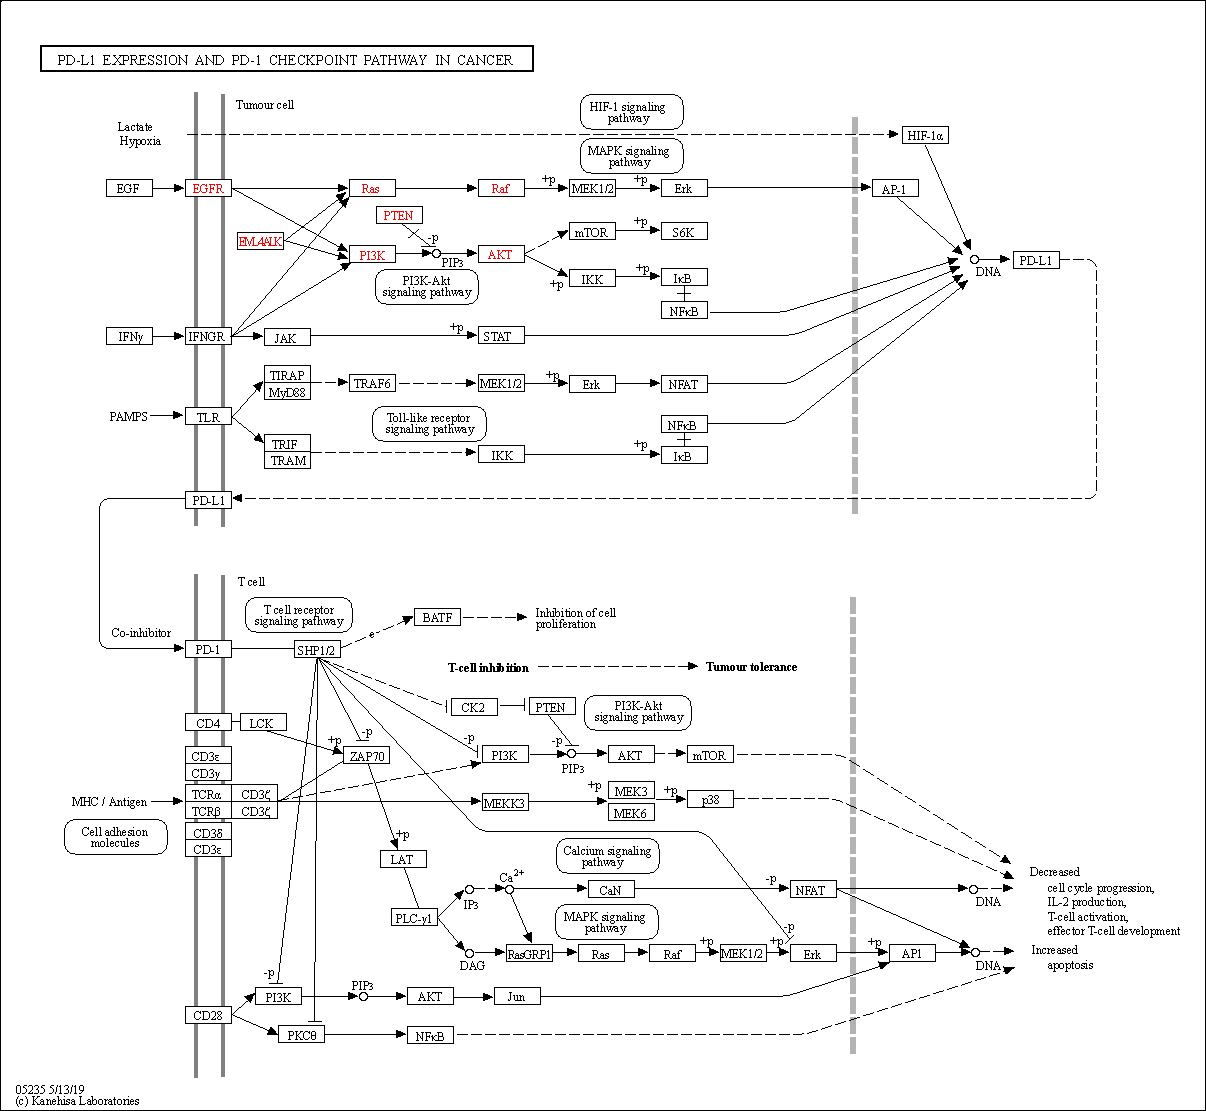 PD-L1 EXPRESSION AND PD-1 CHECKPOINT PATHWAY IN CANCER
Tumour cell
Lactate
Hypoxia
HIF-1 signaling
pathway
HIF-1α
MAPK signaling
pathway
EGF
EGFR
Ras
Raf
+p
MEK1/2
+p
Erk
AP-1
PTEN
-p
EML4ALK
PI3K
PIP3
AKT
mTOR
+p
S6K
PI3K-Akt
signaling pathway
+p
IKK
+p
IκB
NFκB
DNA
PD-L1
IFNγ
IFNGR
JAK
+p
STAT
TIRAP
MyD88
TRAF6
MEK1/2
+p
Erk
NFAT
PAMPS
TLR
Toll-like receptor
signaling pathway
TRIF
TRAM
IKK
+p
NFκB
IκB
PD-L1
T cell
T cell receptor
signaling pathway
BATF
Inhibition of cell
proliferation
e
Co-inhibitor
PD-1
SHP1/2
T-cell inhibition
Tumour tolerance
CK2
PTEN
PI3K-Akt
signaling pathway
CD4
LCK
+p
-p
ZAP70
-p
PI3K
-p
PIP3
AKT
mTOR
CD3ε
CD3γ
MHC / Antigen
TCRα
CD3ζ
TCRβ
CD3ζ
CD3δ
CD3ε
Cell adhesion
molecules
MEKK3
+p
MEK3
MEK6
+p
p38
+p
LAT
Calcium signaling
pathway
PLC-γ1
IP3
Ca2+
CaN
-p
NFAT
DNA
MAPK signaling
pathway
DAG
RasGRP1
Ras
Raf
+p
MEK1/2
+p
-p
Erk
+p
AP1
DNA
Decreased
cell cycle progression,
IL-2 production,
T-cell activation,
effector T-cell development
Increased
apoptosis
-p
PI3K
PIP3
AKT
Jun
CD28
PKCθ
NFκB
05235 5/13/19
(c) Kanehisa Laboratories